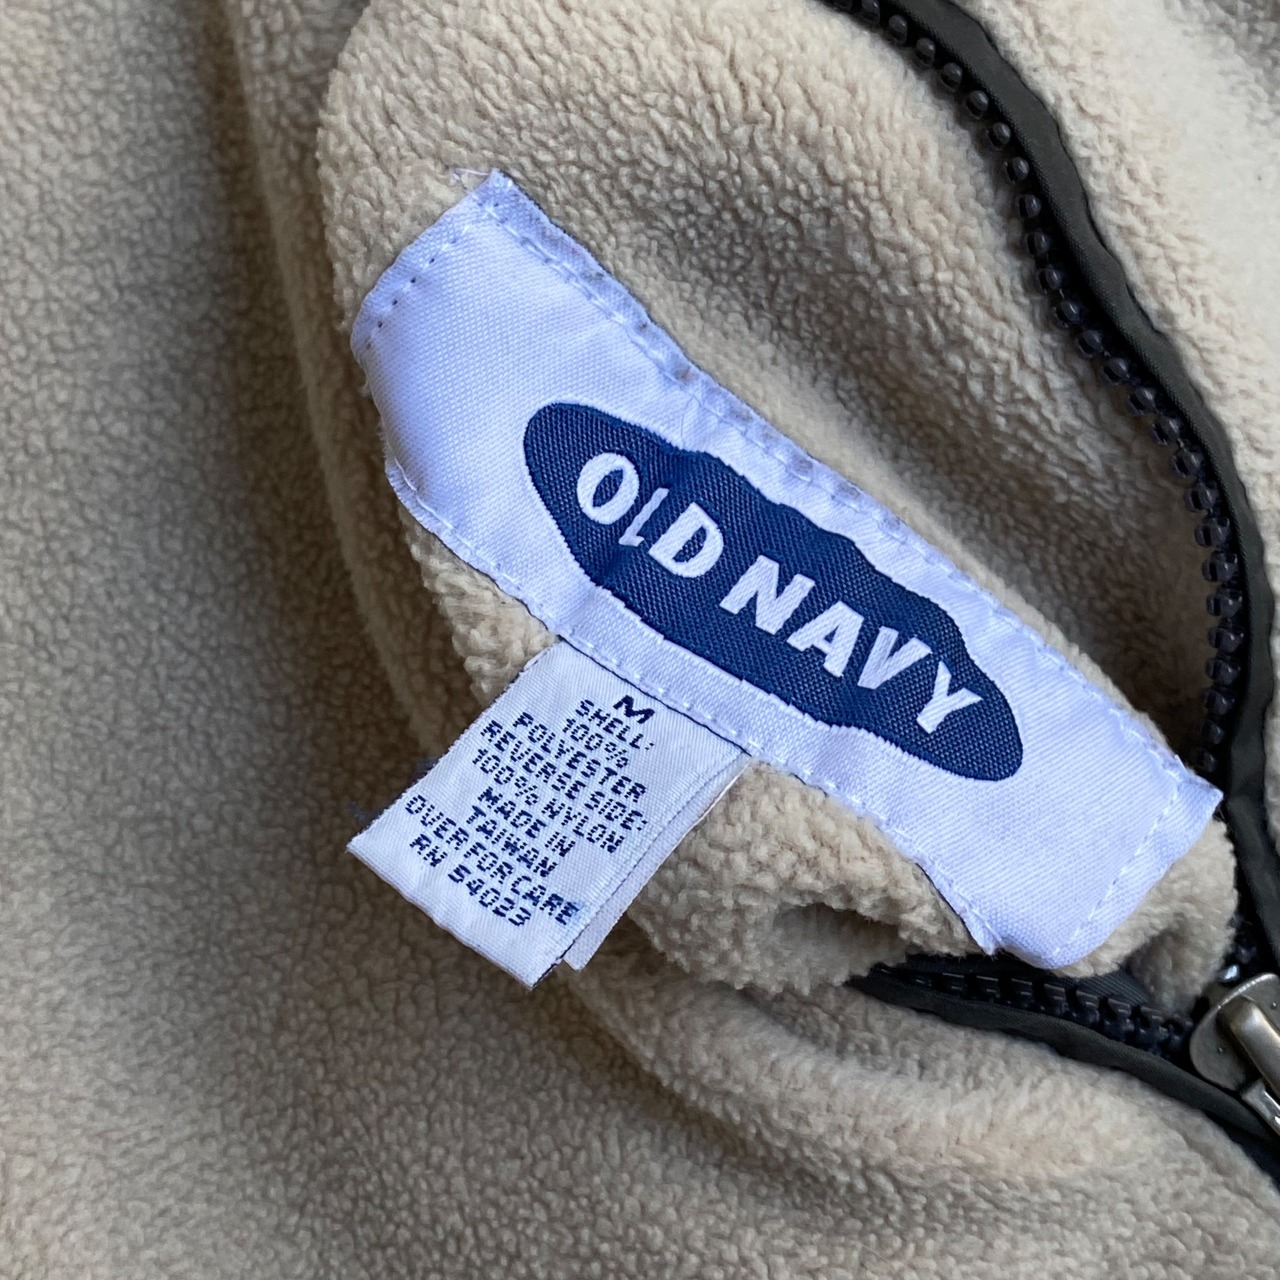 OLD NAVY
M
SHELL:
100%
POLYESTER
REVERSE SIDE:
100% NYLON
MADE IN
TAIWAN
OVER FOR CARE
RN 54023